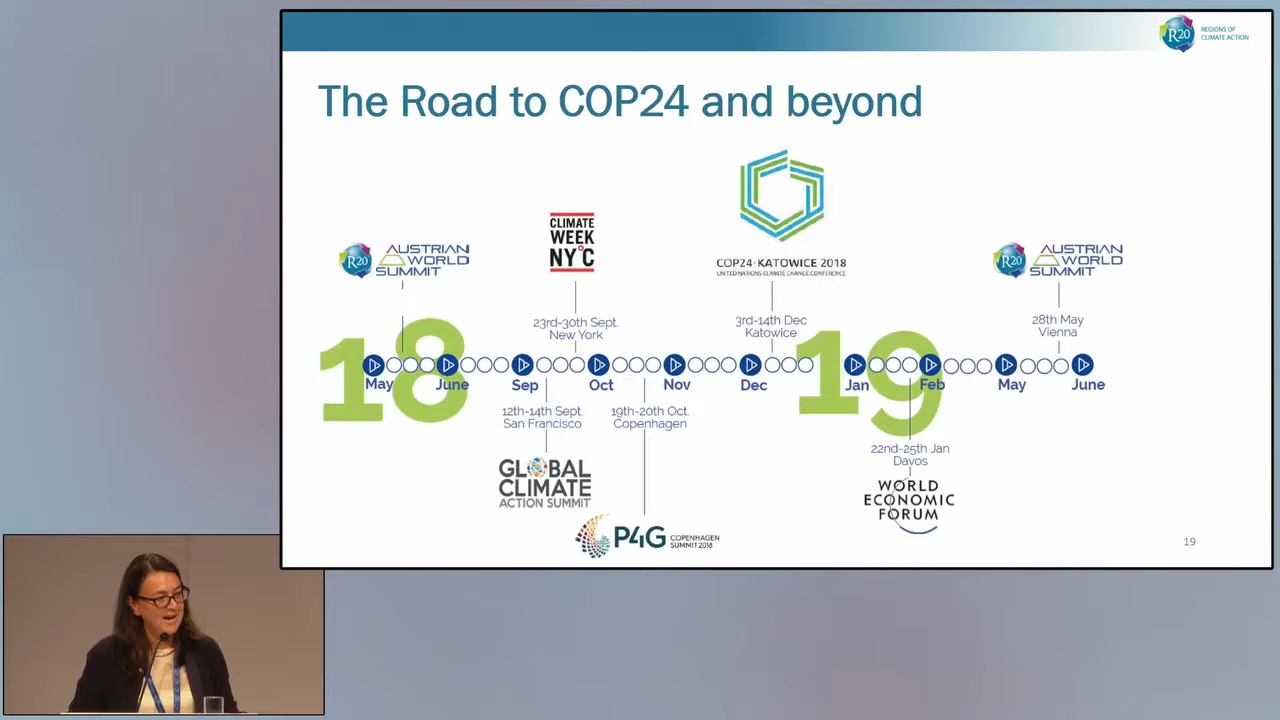 R20
REGIONS OF
CLIMATE ACTION
The Road to COP24 and beyond
R20
AUSTRIAN
WORLD
SUMMIT
CLIMATE
WEEK
NY°C
COP24·KATOWICE 2018
UNITED NATIONS CLIMATE CHANGE CONFERENCE
R20
AUSTRIAN
WORLD
SUMMIT
23rd-30th Sept.
New York
3rd-14th Dec
Katowice
28th May
Vienna
18
19
May
June
Sep
Oct
Nov
Dec
Jan
Feb
May
June
12th-14th Sept.
San Francisco
19th-20th Oct.
Copenhagen
22nd-25th Jan
Davos
GLOBAL
CLIMATE
ACTION SUMMIT
P4G
COPENHAGEN
SUMMIT 2018
WORLD
ECONOMIC
FORUM
19